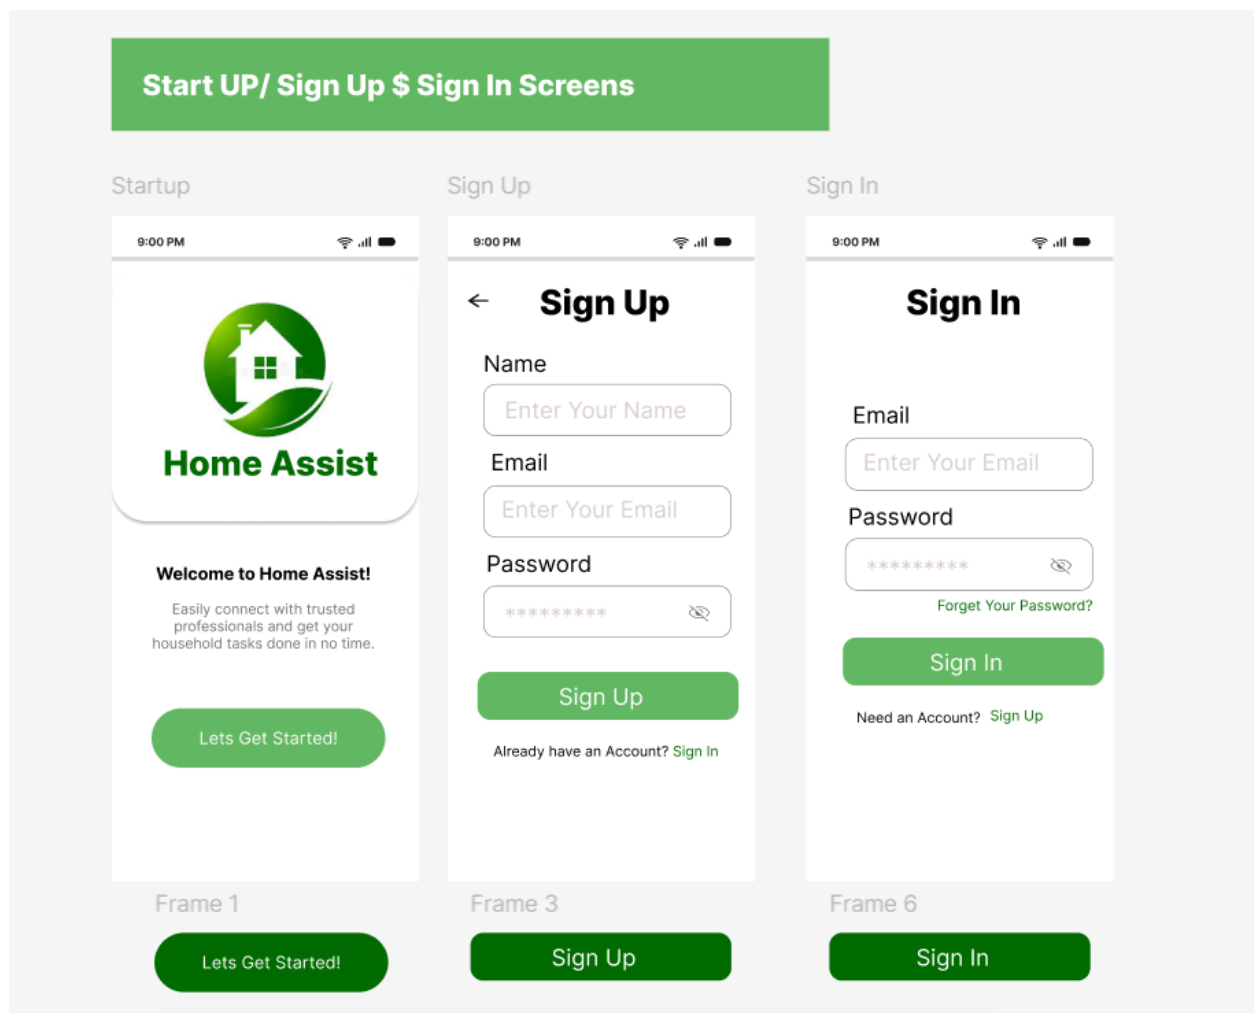 Start UP/ Sign Up $ Sign In Screens
Startup
9:00 PM
Home Assist
Welcome to Home Assist!
Easily connect with trusted
professionals and get your
household tasks done in no time.
Lets Get Started!
Frame 1
Lets Get Started!
Sign Up
9:00 PM
Sign Up
Name
Enter Your Name
Email
Enter Your Email
Password
*********
Sign Up
Already have an Account? Sign In
Frame 3
Sign Up
Sign In
9:00 PM
Sign In
Email
Enter Your Email
Password
*********
Forget Your Password?
Sign In
Need an Account? Sign Up
Frame 6
Sign In